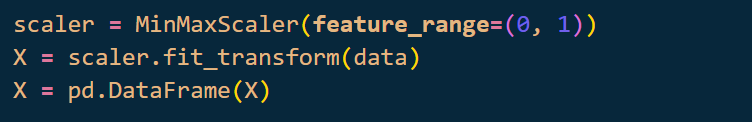 scaler = MinMaxScaler(feature_range=(0, 1))
X = scaler.fit_transform(data)
X = pd.DataFrame(X)